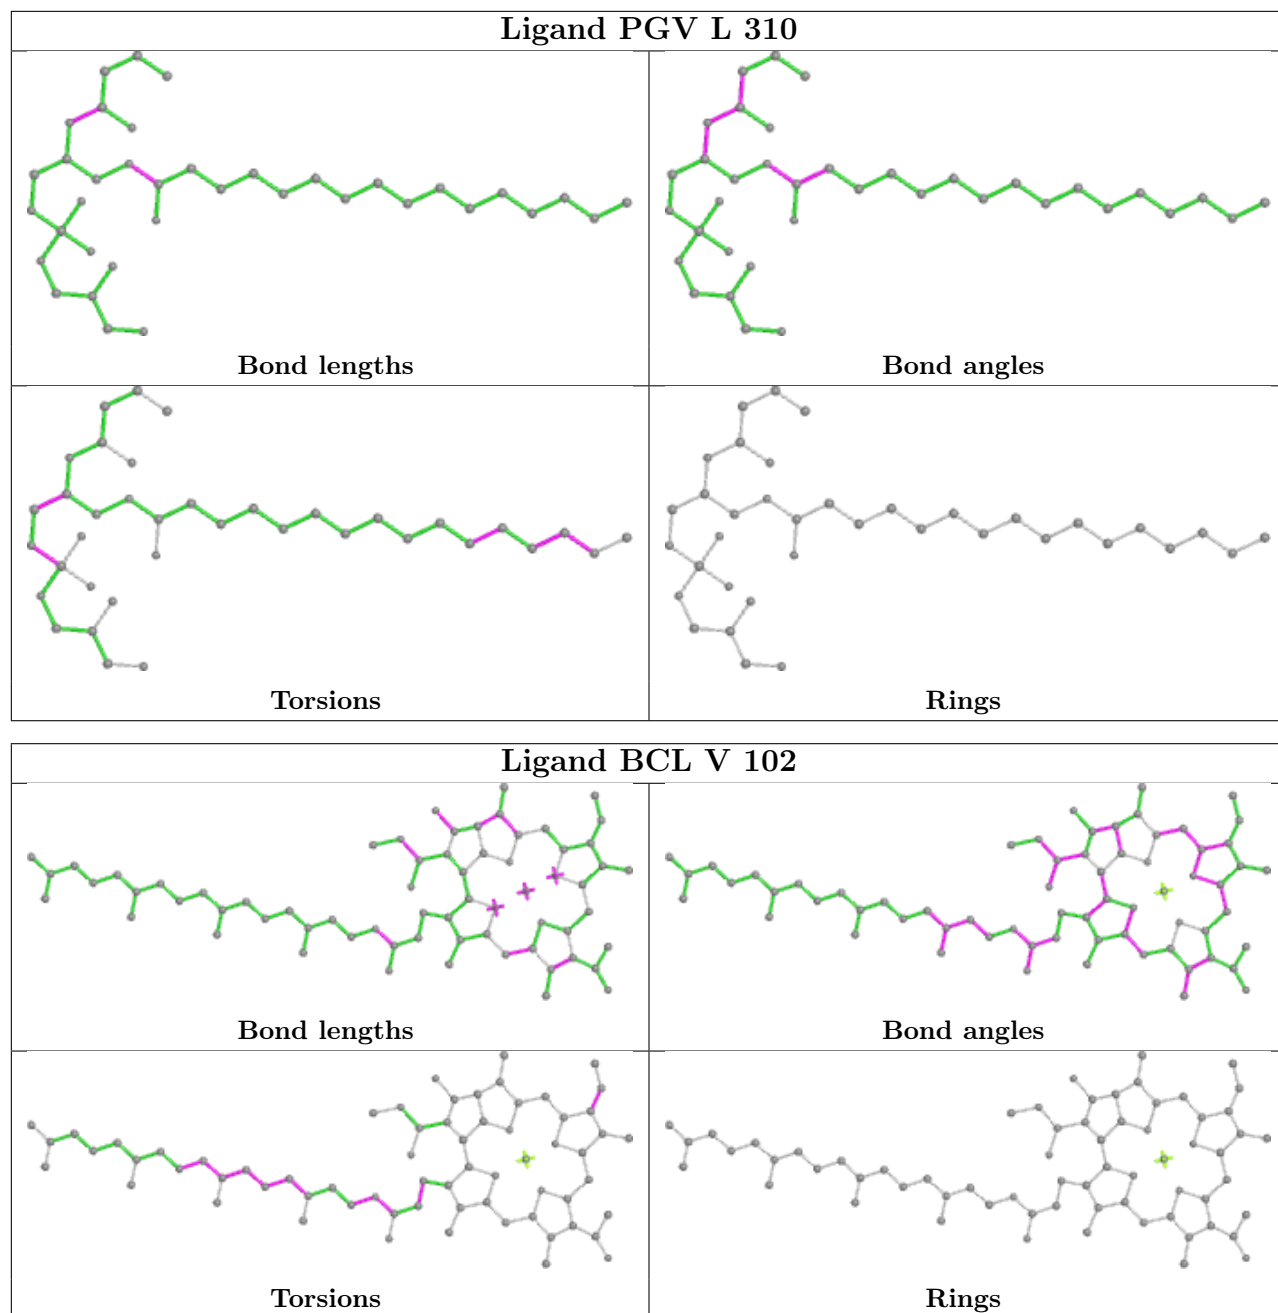 Ligand PGV L 310
Bond lengths
Bond angles
Torsions
Rings
Ligand BCL V 102
Bond lengths
Bond angles
Torsions
Rings